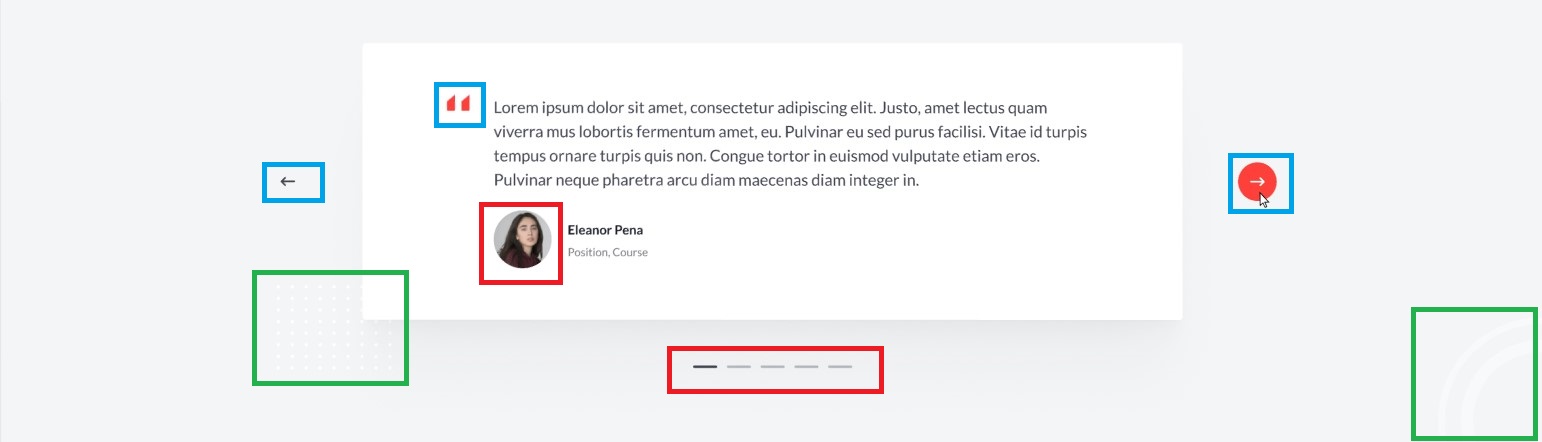 Lorem ipsum dolor sit amet, consectetur adipiscing elit. Justo, amet lectus quam
viverra mus lobortis fermentum amet, eu. Pulvinar eu sed purus facilisi. Vitae id turpis
tempus ornare turpis quis non. Congue tortor in euismod vulputate etiam eros.
Pulvinar neque pharetra arcu diam maecenas diam integer in.
Eleanor Pena
Position, Course